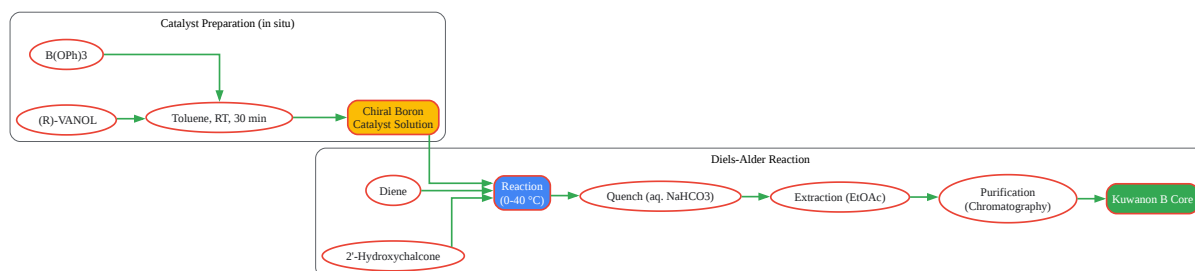 Catalyst Preparation (in situ)
B(OPh)3
(R)-VANOL
Toluene, RT, 30 min
Chiral Boron
Catalyst Solution
Diels-Alder Reaction
Diene
2'-Hydroxychalcone
Reaction
(0-40 °C)
Quench (aq. NaHCO3)
Extraction (EtOAc)
Purification
(Chromatography)
Kuwanon B Core